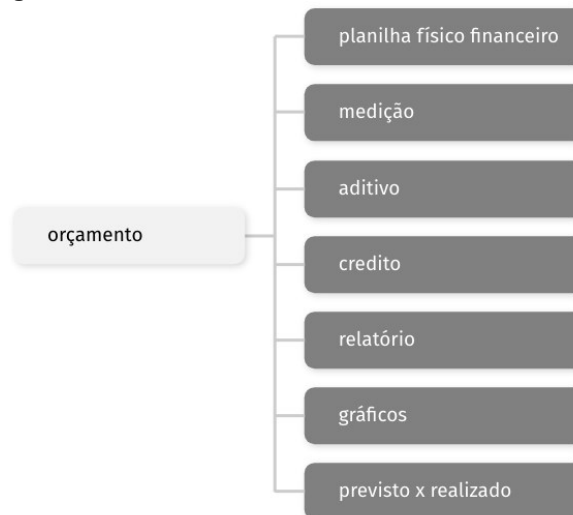 planilha físico financeiro
medição
aditivo
orçamento
credito
relatório
gráficos
previsto x realizado